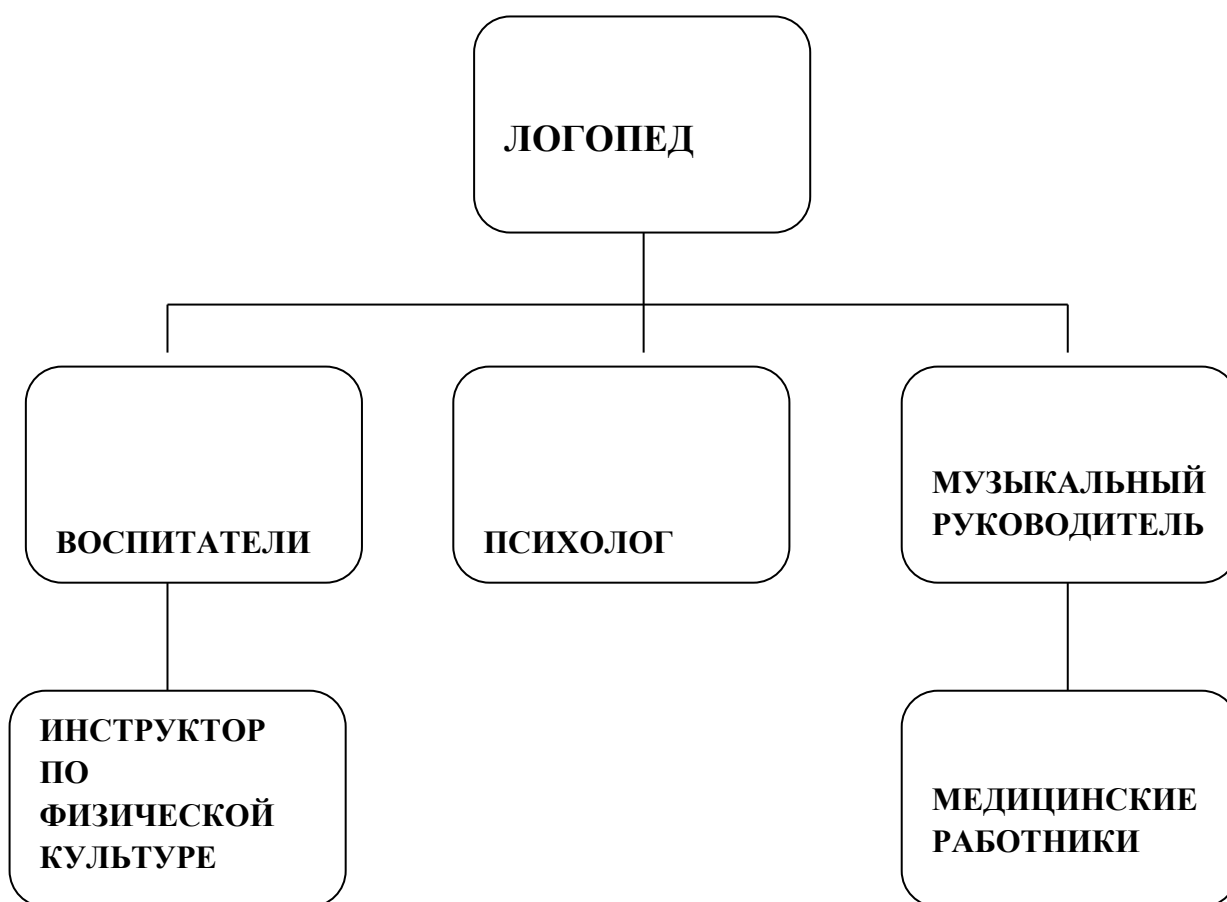 ЛОГОПЕД
ВОСПИТАТЕЛИ
ПСИХОЛОГ
МУЗЫКАЛЬНЫЙ
РУКОВОДИТЕЛЬ
ИНСТРУКТОР
ПО
ФИЗИЧЕСКОЙ
КУЛЬТУРЕ
МЕДИЦИНСКИЕ
РАБОТНИКИ